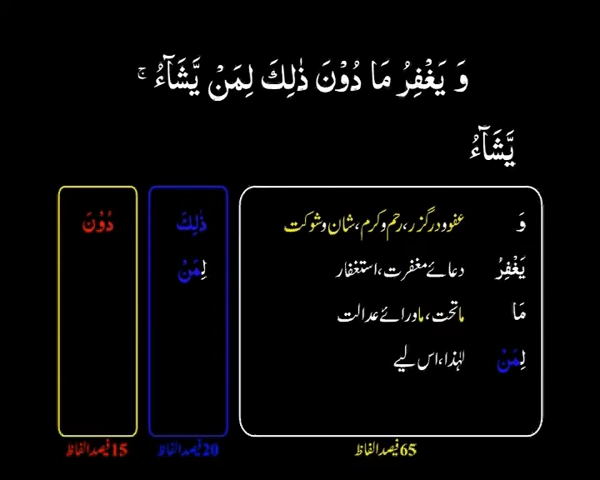 وَ يَغْفِرُ مَا دُوْنَ ذٰلِكَ لِمَنْ يَّشَآءُ ۚ
يَّشَآءُ
وَ عفو و درگزر، رحم و کرم، شان و شوکت ذٰلِكَ دُوْنَ
يَغْفِرُ دعائے مغفرت، استغفار لِمَنْ
مَا ماتحت، ماورائے عدالت
لِمَنْ لہٰذا، اس لیے
65 فیصد الفاظ 20 فیصد الفاظ 15 فیصد الفاظ